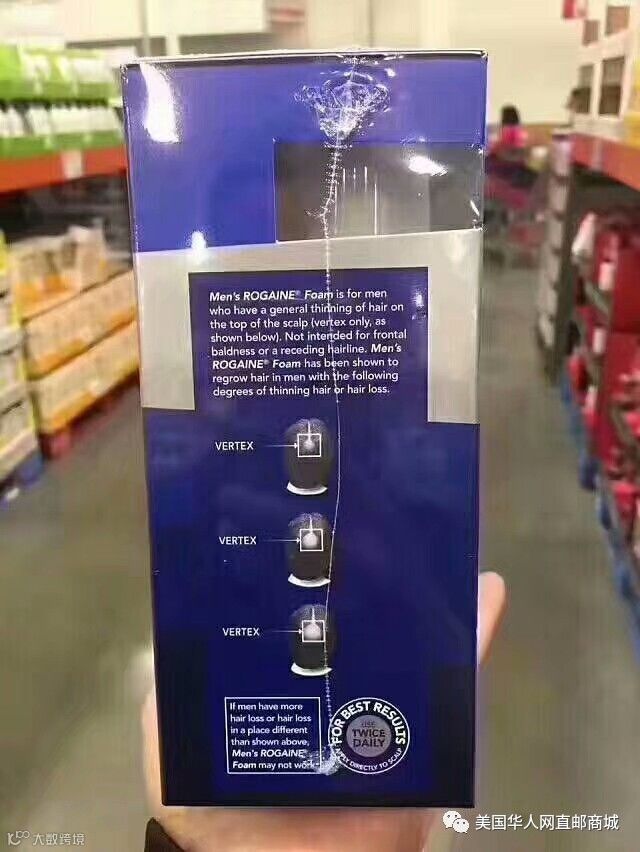 Men's ROGAINE® Foam is for men
who have a general thinning of hair on
the top of the scalp (vertex only, as
shown below). Not intended for frontal
baldness or a receding hairline. Men's
ROGAINE® Foam has been shown to
regrow hair in men with the following
degrees of thinning hair or hair loss.
VERTEX
VERTEX
VERTEX
If men have more
hair loss or hair loss
in a place different
than shown above,
Men's ROGAINE®
Foam may not work
FOR BEST RESULTS
USE
TWICE
DAILY
APPLY DIRECTLY TO SCALP
美国华人网直邮商城
大数跨境